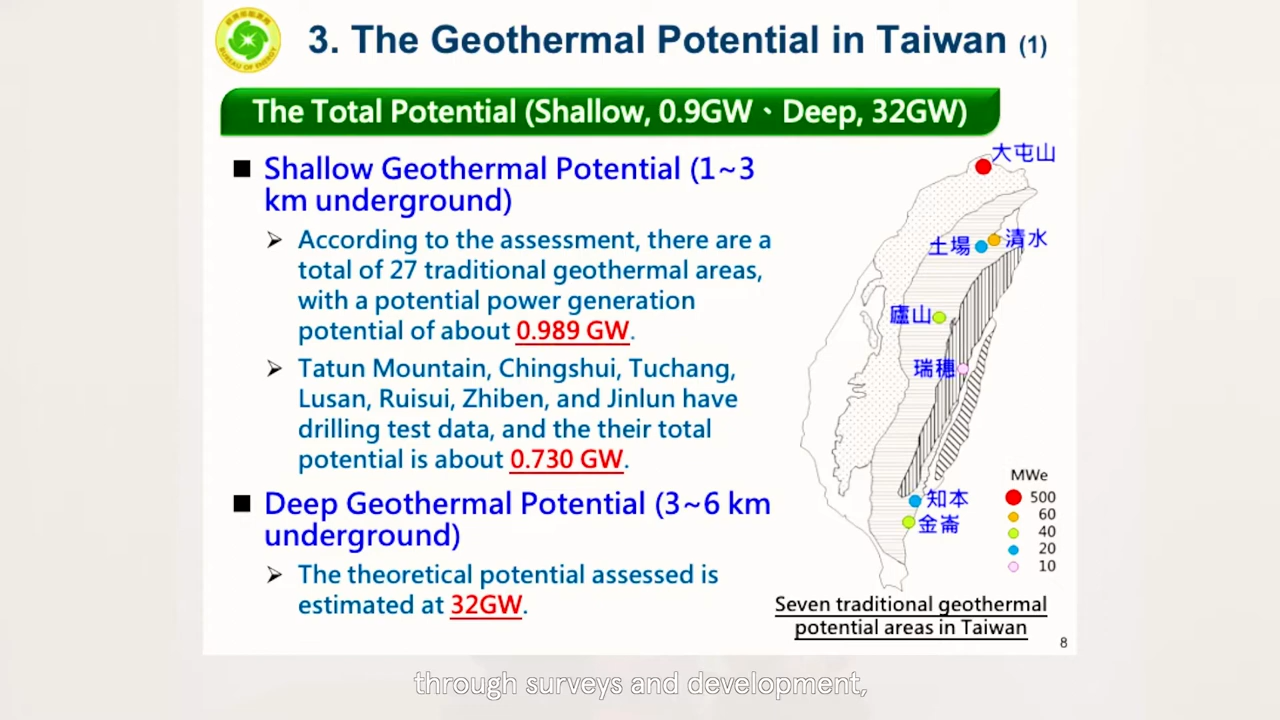 3. The Geothermal Potential in Taiwan (1)
BUREAU OF ENERGY
The Total Potential (Shallow, 0.9GW、Deep, 32GW)
■ Shallow Geothermal Potential (1~3
km underground)
➢ According to the assessment, there are a
total of 27 traditional geothermal areas,
with a potential power generation
potential of about 0.989 GW.
➢ Tatun Mountain, Chingshui, Tuchang,
Lusan, Ruisui, Zhiben, and Jinlun have
drilling test data, and the their total
potential is about 0.730 GW.
■ Deep Geothermal Potential (3~6 km
underground)
➢ The theoretical potential assessed is
estimated at 32GW.
大屯山
土場
清水
廬山
瑞穗
知本
金崙
MWe
500
60
40
20
10
Seven traditional geothermal
potential areas in Taiwan
8
through surveys and development,